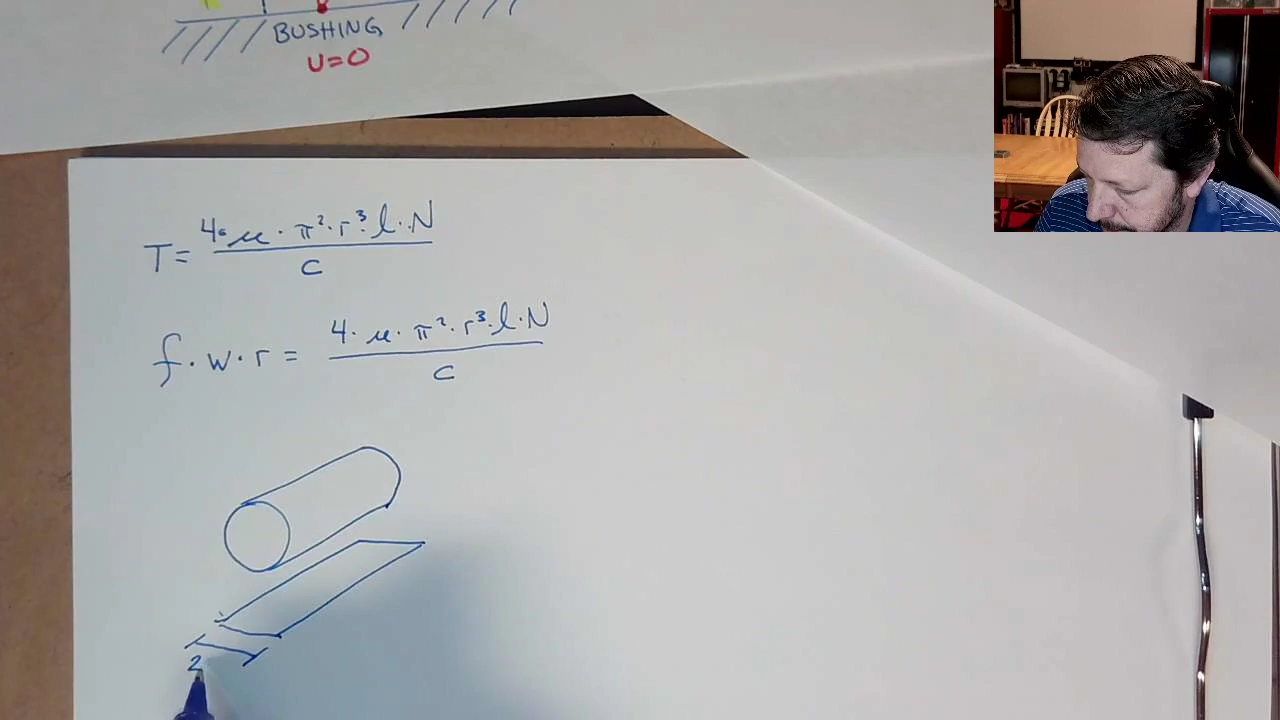 BUSHING
U=0
T = 4·μ·π²·r³·l·N / c
f·w·r = 4·μ·π²·r³·l·N / c
2